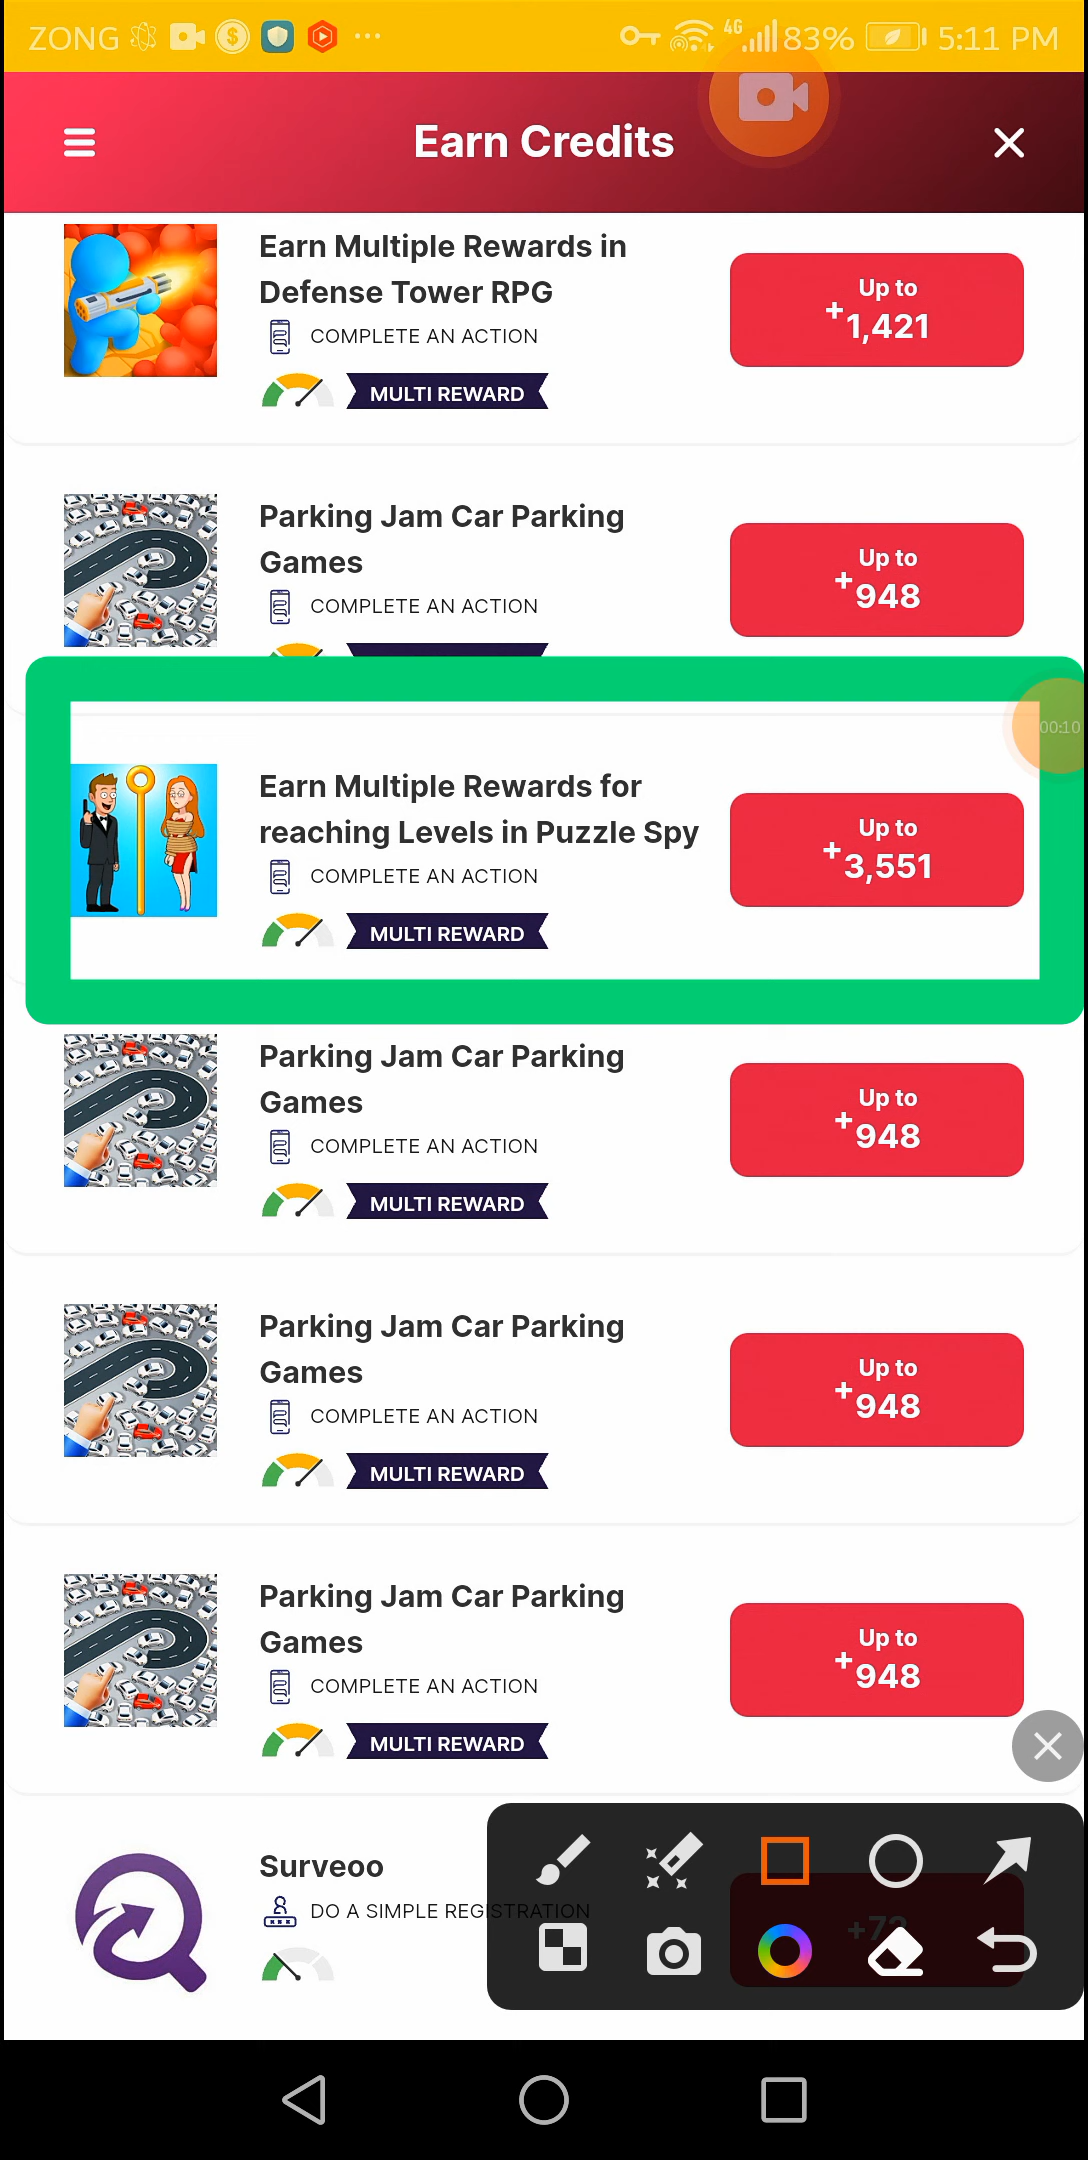 ZONG 4G 83% 5:11 PM
Earn Credits
Earn Multiple Rewards in
Defense Tower RPG
COMPLETE AN ACTION
MULTI REWARD
Up to
+1,421
Parking Jam Car Parking
Games
COMPLETE AN ACTION
Up to
+948
00:10
Earn Multiple Rewards for
reaching Levels in Puzzle Spy
COMPLETE AN ACTION
MULTI REWARD
Up to
+3,551
Parking Jam Car Parking
Games
COMPLETE AN ACTION
MULTI REWARD
Up to
+948
Parking Jam Car Parking
Games
COMPLETE AN ACTION
MULTI REWARD
Up to
+948
Parking Jam Car Parking
Games
COMPLETE AN ACTION
MULTI REWARD
Up to
+948
Surveoo
DO A SIMPLE REGISTRATION